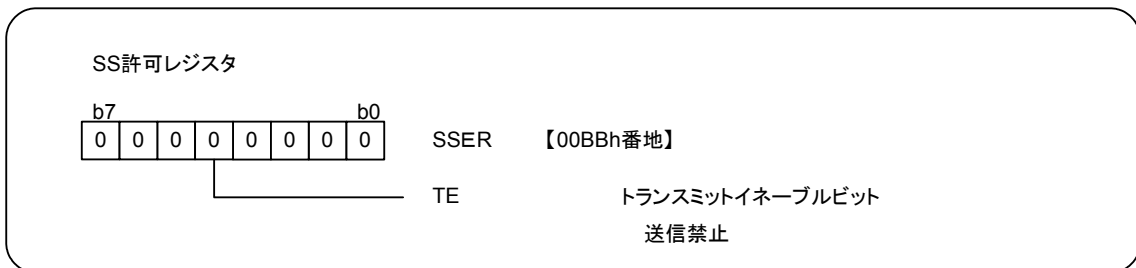 SS許可レジスタ
b7 b0
0 0 0 0 0 0 0 0 SSER 【00BBh番地】
TE トランスミットイネーブルビット
送信禁止